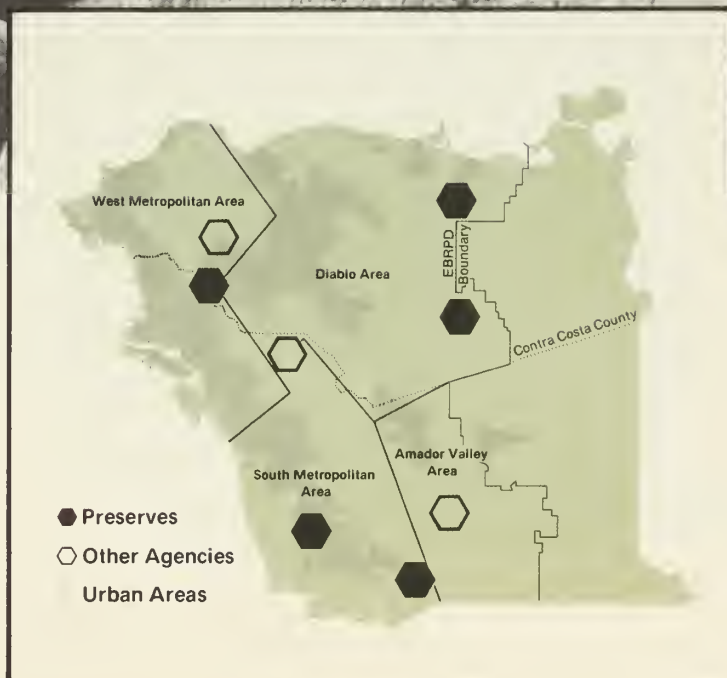 West Metropolitan Area
Diablo Area
EBRPD
Boundary
Contra Costa County
Amador Valley
Area
South Metropolitan
Area
Preserves
Other Agencies
Urban Areas